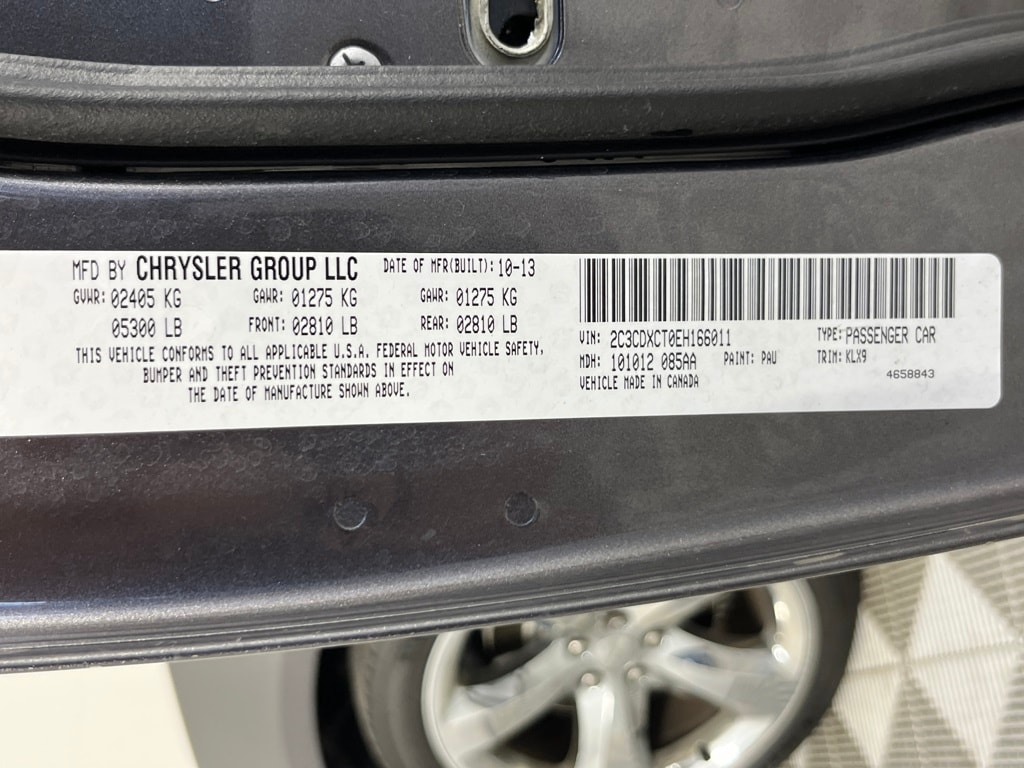 MFD BY CHRYSLER GROUP LLC DATE OF MFR(BUILT): 10-13
GVWR: 02405 KG GAWR: 01275 KG GAWR: 01275 KG
05300 LB FRONT: 02810 LB REAR: 02810 LB
THIS VEHICLE CONFORMS TO ALL APPLICABLE U.S.A. FEDERAL MOTOR VEHICLE SAFETY,
BUMPER AND THEFT PREVENTION STANDARDS IN EFFECT ON
THE DATE OF MANUFACTURE SHOWN ABOVE.
VIN: 2C3CDXCT0EH166011 TYPE: PASSENGER CAR
MDH: 101012 085AA PAINT: PAU TRIM: KLX9
VEHICLE MADE IN CANADA 4658843